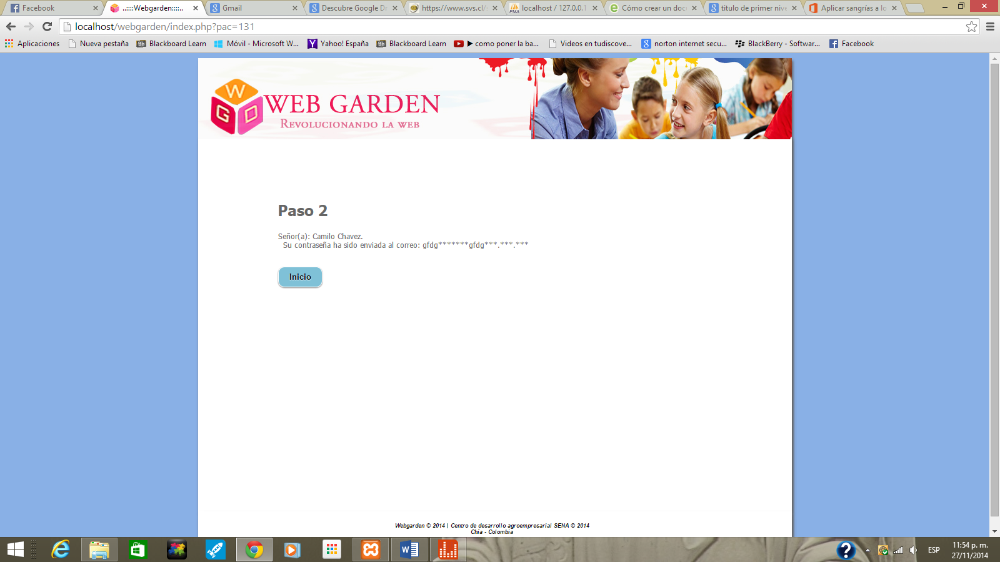 Facebook
..::::Webgarden::::..
Gmail
Descubre Google Dr
https://www.svs.cl/s
localhost / 127.0.0.1
Cómo crear un docu
titulo de primer nive
Aplicar sangrías a lo
localhost/webgarden/index.php?pac=131
Aplicaciones
Nueva pestaña
Blackboard Learn
Móvil - Microsoft W...
Yahoo! España
Blackboard Learn
como poner la ba...
Videos en tudiscove...
norton internet secu...
BlackBerry - Softwar...
Facebook
WGD
WEB GARDEN
REVOLUCIONANDO LA WEB
Paso 2
Señor(a): Camilo Chavez.
Su contraseña ha sido enviada al correo: gfdg*******gfdg***.***.***
Inicio
Webgarden © 2014 | Centro de desarrollo agroempresarial SENA © 2014
Chía - Colombia
ESP
11:54 p. m.
27/11/2014